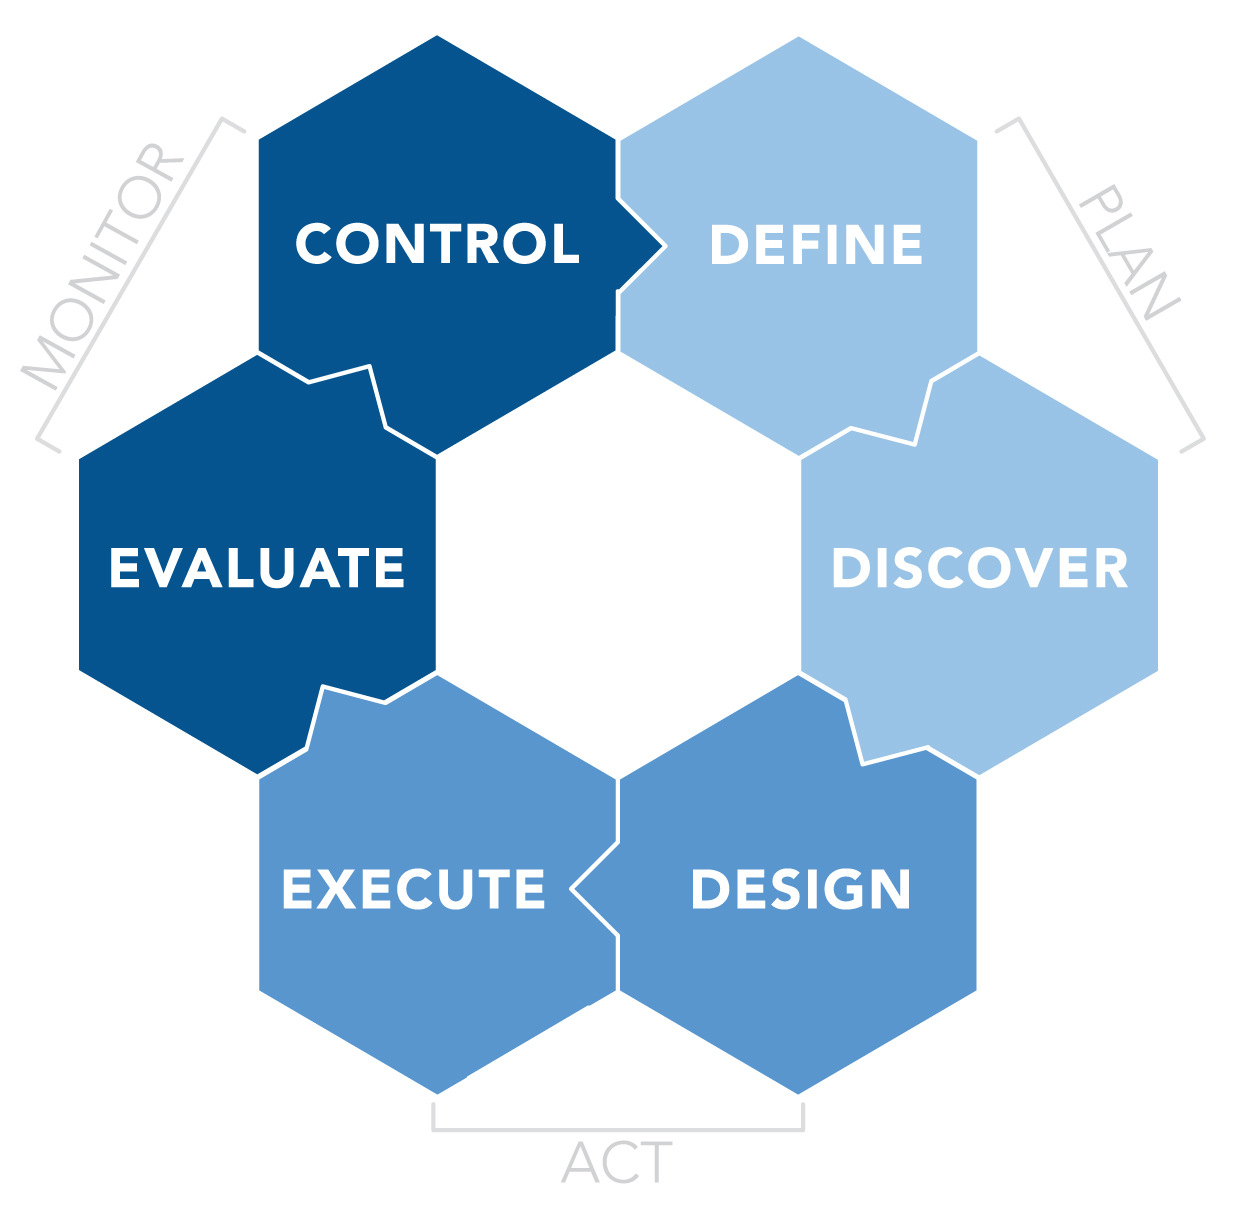 CONTROL
DEFINE
MONITOR
PLAN
EVALUATE
DISCOVER
EXECUTE
DESIGN
ACT